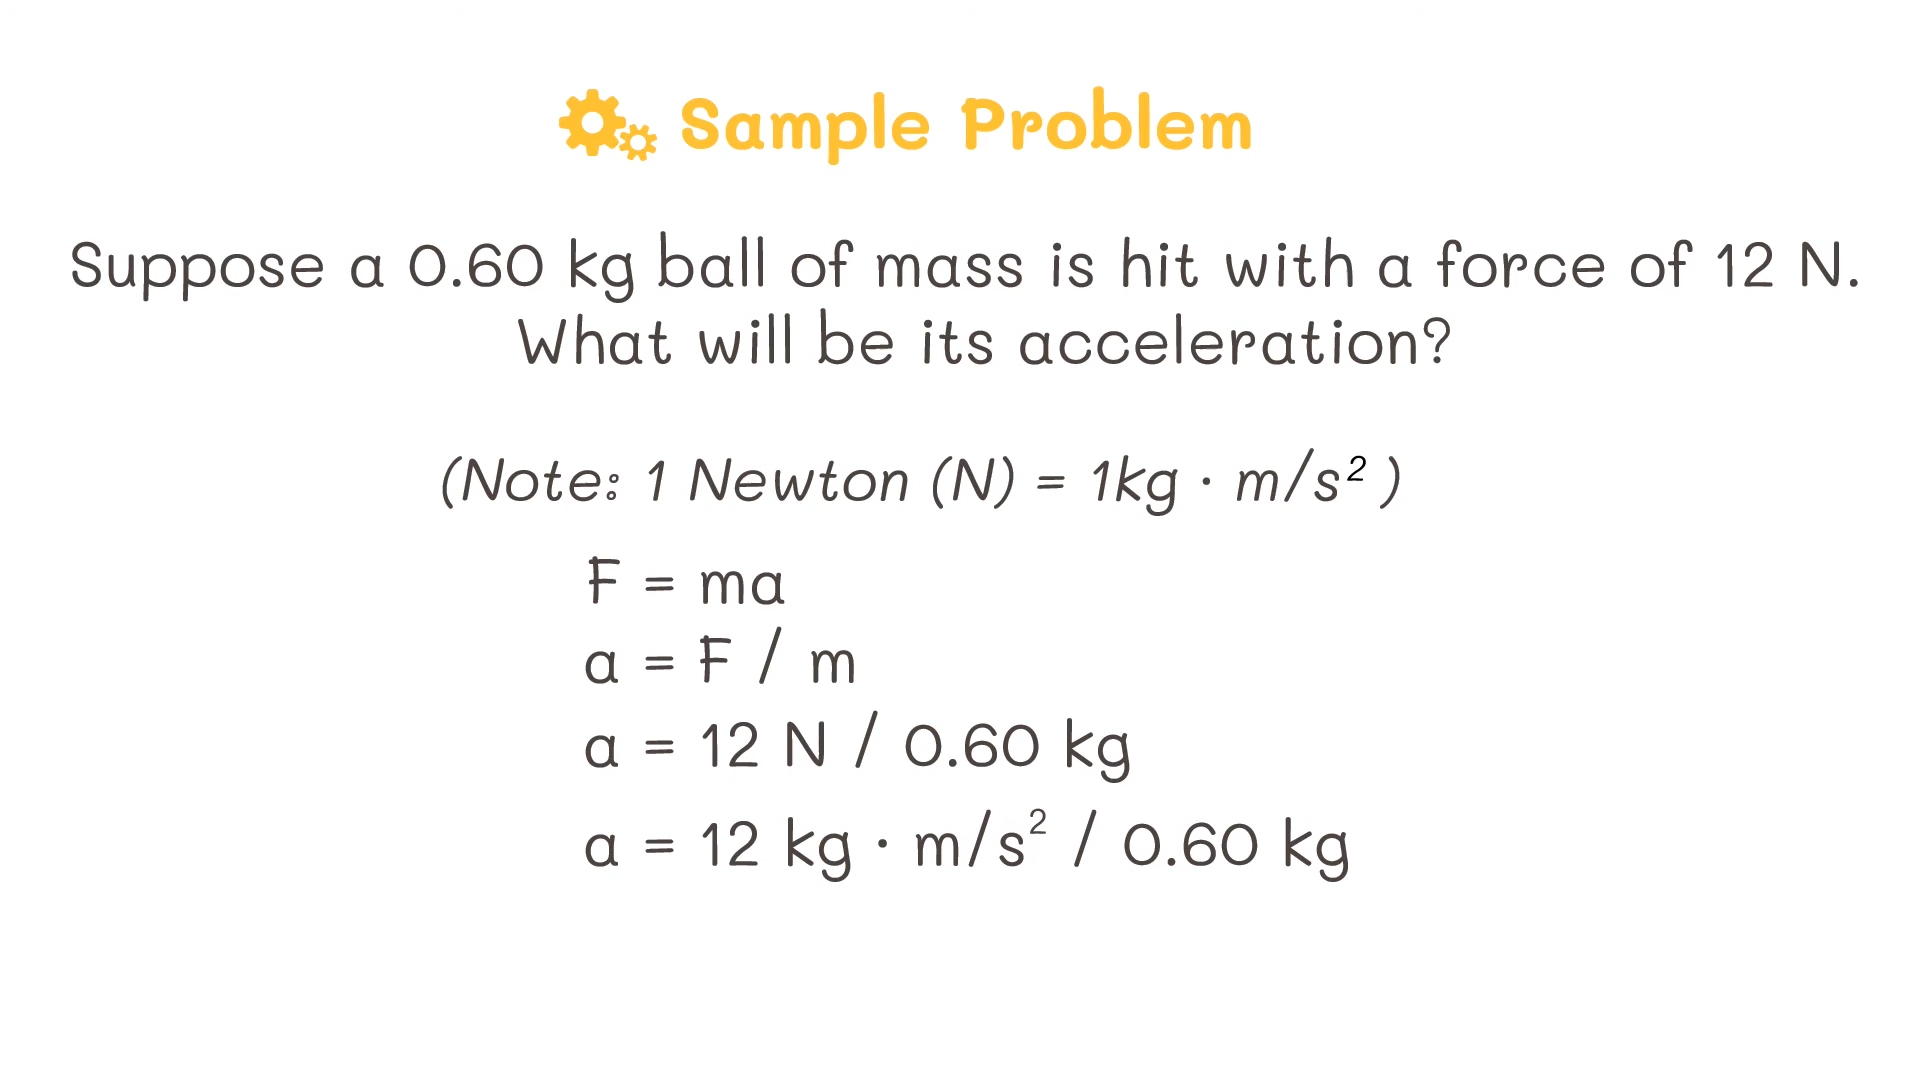 Sample Problem
Suppose a 0.60 kg ball of mass is hit with a force of 12 N.
What will be its acceleration?
(Note: 1 Newton (N) = 1kg · m/s² )
F = ma
a = F / m
a = 12 N / 0.60 kg
a = 12 kg · m/s² / 0.60 kg